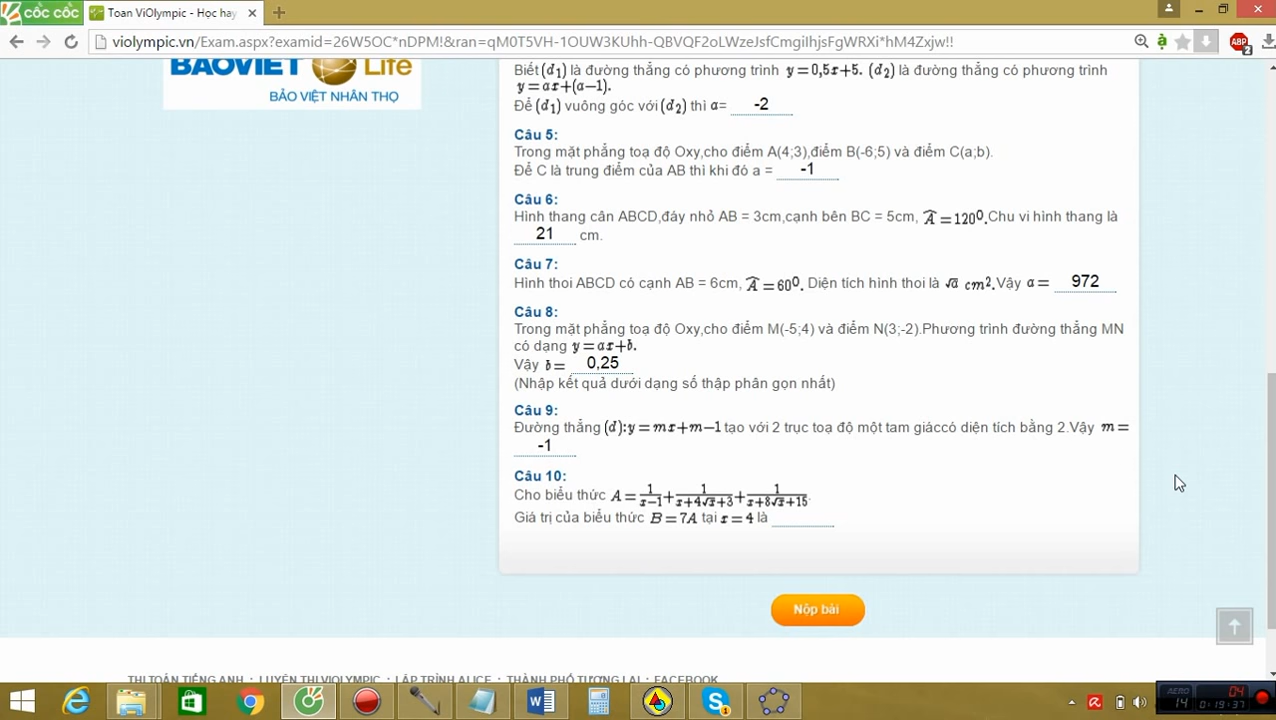 cốc cốc
Toan ViOlympic - Học hay
violympic.vn/Exam.aspx?examid=26W5OC*nDPM!&ran=qM0T5VH-1OUW3KUhh-QBVQF2oLWzeJsfCmgiIhjsFgWRXi*hM4Zxjw!!
ABP 2
BAOVIET Life
BẢO VIỆT NHÂN THỌ
Biết (d₁) là đường thẳng có phương trình y=0,5x+5. (d₂) là đường thẳng có phương trình
y=ax+(a−1).
Để (d₁) vuông góc với (d₂) thì a= -2
Câu 5:
Trong mặt phẳng toạ độ Oxy,cho điểm A(4;3),điểm B(-6;5) và điểm C(a;b).
Để C là trung điểm của AB thì khi đó a = -1
Câu 6:
Hình thang cân ABCD,đáy nhỏ AB = 3cm,cạnh bên BC = 5cm, Â=120⁰.Chu vi hình thang là
21 cm.
Câu 7:
Hình thoi ABCD có cạnh AB = 6cm, Â=60⁰. Diện tích hình thoi là √a cm².Vậy a= 972
Câu 8:
Trong mặt phẳng toạ độ Oxy,cho điểm M(-5;4) và điểm N(3;-2).Phương trình đường thẳng MN
có dạng y=ax+b.
Vậy b= 0,25
(Nhập kết quả dưới dạng số thập phân gọn nhất)
Câu 9:
Đường thẳng (d):y=mx+m−1 tạo với 2 trục toạ độ một tam giáccó diện tích bằng 2.Vậy m=
-1
Câu 10:
Cho biểu thức A=1/(x−1)+1/(x+4√x+3)+1/(x+8√x+15).
Giá trị của biểu thức B=7A tại x=4 là
Nộp bài
THI TOÁN TIẾNG ANH : LUYỆN THI VIOLYMPIC • LẬP TRÌNH ALICE • THÀNH PHỐ TƯƠNG LAI • FACEBOOK
AERO 04
14 0:19:37